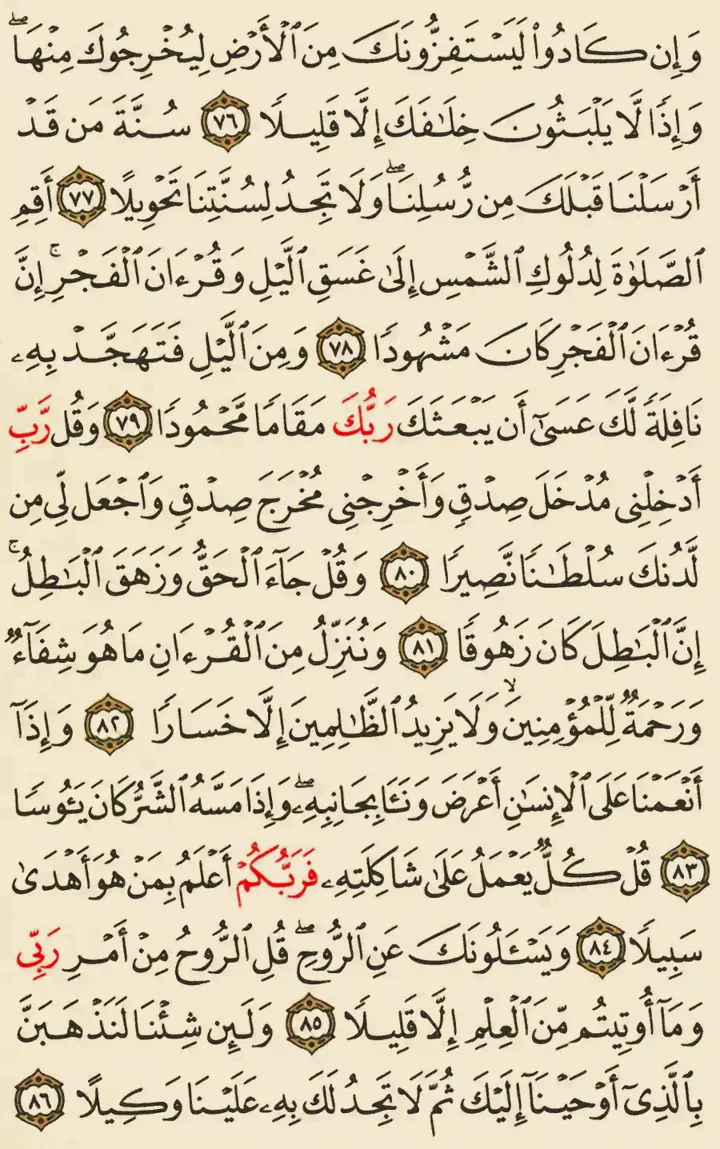 وَإِن كَادُوا۟ لَيَسْتَفِزُّونَكَ مِنَ ٱلْأَرْضِ لِيُخْرِجُوكَ مِنْهَا ۖ
وَإِذًا لَّا يَلْبَثُونَ خِلَـٰفَكَ إِلَّا قَلِيلًا ٧٦ سُنَّةَ مَن قَدْ
أَرْسَلْنَا قَبْلَكَ مِن رُّسُلِنَا ۖ وَلَا تَجِدُ لِسُنَّتِنَا تَحْوِيلًا ٧٧ أَقِمِ
ٱلصَّلَوٰةَ لِدُلُوكِ ٱلشَّمْسِ إِلَىٰ غَسَقِ ٱلَّيْلِ وَقُرْءَانَ ٱلْفَجْرِ ۖ إِنَّ
قُرْءَانَ ٱلْفَجْرِ كَانَ مَشْهُودًا ٧٨ وَمِنَ ٱلَّيْلِ فَتَهَجَّدْ بِهِۦ
نَافِلَةً لَّكَ عَسَىٰٓ أَن يَبْعَثَكَ رَبُّكَ مَقَامًا مَّحْمُودًا ٧٩ وَقُل رَّبِّ
أَدْخِلْنِى مُدْخَلَ صِدْقٍ وَأَخْرِجْنِى مُخْرَجَ صِدْقٍ وَٱجْعَل لِّى مِن
لَّدُنكَ سُلْطَـٰنًا نَّصِيرًا ٨٠ وَقُلْ جَآءَ ٱلْحَقُّ وَزَهَقَ ٱلْبَـٰطِلُ ۚ
إِنَّ ٱلْبَـٰطِلَ كَانَ زَهُوقًا ٨١ وَنُنَزِّلُ مِنَ ٱلْقُرْءَانِ مَا هُوَ شِفَآءٌ
وَرَحْمَةٌ لِّلْمُؤْمِنِينَ ۙ وَلَا يَزِيدُ ٱلظَّـٰلِمِينَ إِلَّا خَسَارًا ٨٢ وَإِذَآ
أَنْعَمْنَا عَلَى ٱلْإِنسَـٰنِ أَعْرَضَ وَنَـَٔا بِجَانِبِهِۦ ۖ وَإِذَا مَسَّهُ ٱلشَّرُّ كَانَ يَـُٔوسًا
٨٣ قُلْ كُلٌّ يَعْمَلُ عَلَىٰ شَاكِلَتِهِۦ فَرَبُّكُمْ أَعْلَمُ بِمَنْ هُوَ أَهْدَىٰ
سَبِيلًا ٨٤ وَيَسْـَٔلُونَكَ عَنِ ٱلرُّوحِ ۖ قُلِ ٱلرُّوحُ مِنْ أَمْرِ رَبِّى
وَمَآ أُوتِيتُم مِّنَ ٱلْعِلْمِ إِلَّا قَلِيلًا ٨٥ وَلَئِن شِئْنَا لَنَذْهَبَنَّ
بِٱلَّذِىٓ أَوْحَيْنَآ إِلَيْكَ ثُمَّ لَا تَجِدُ لَكَ بِهِۦ عَلَيْنَا وَكِيلًا ٨٦